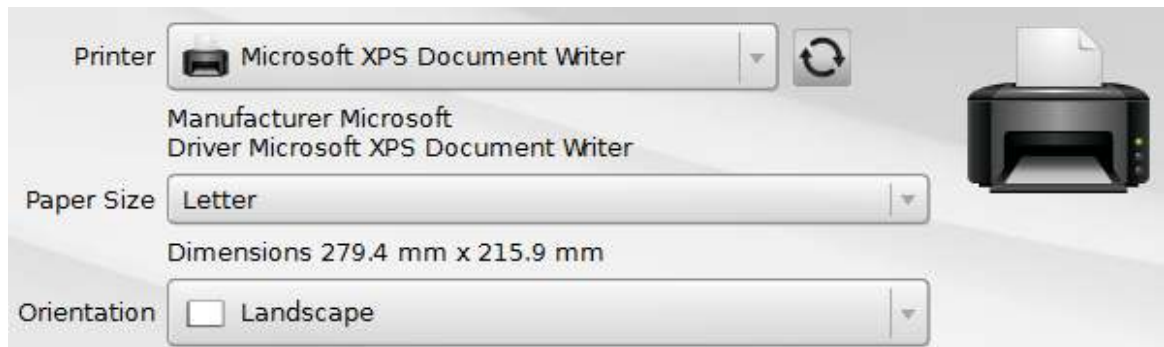 Printer Microsoft XPS Document Writer
Manufacturer Microsoft
Driver Microsoft XPS Document Writer
Paper Size Letter
Dimensions 279.4 mm x 215.9 mm
Orientation Landscape